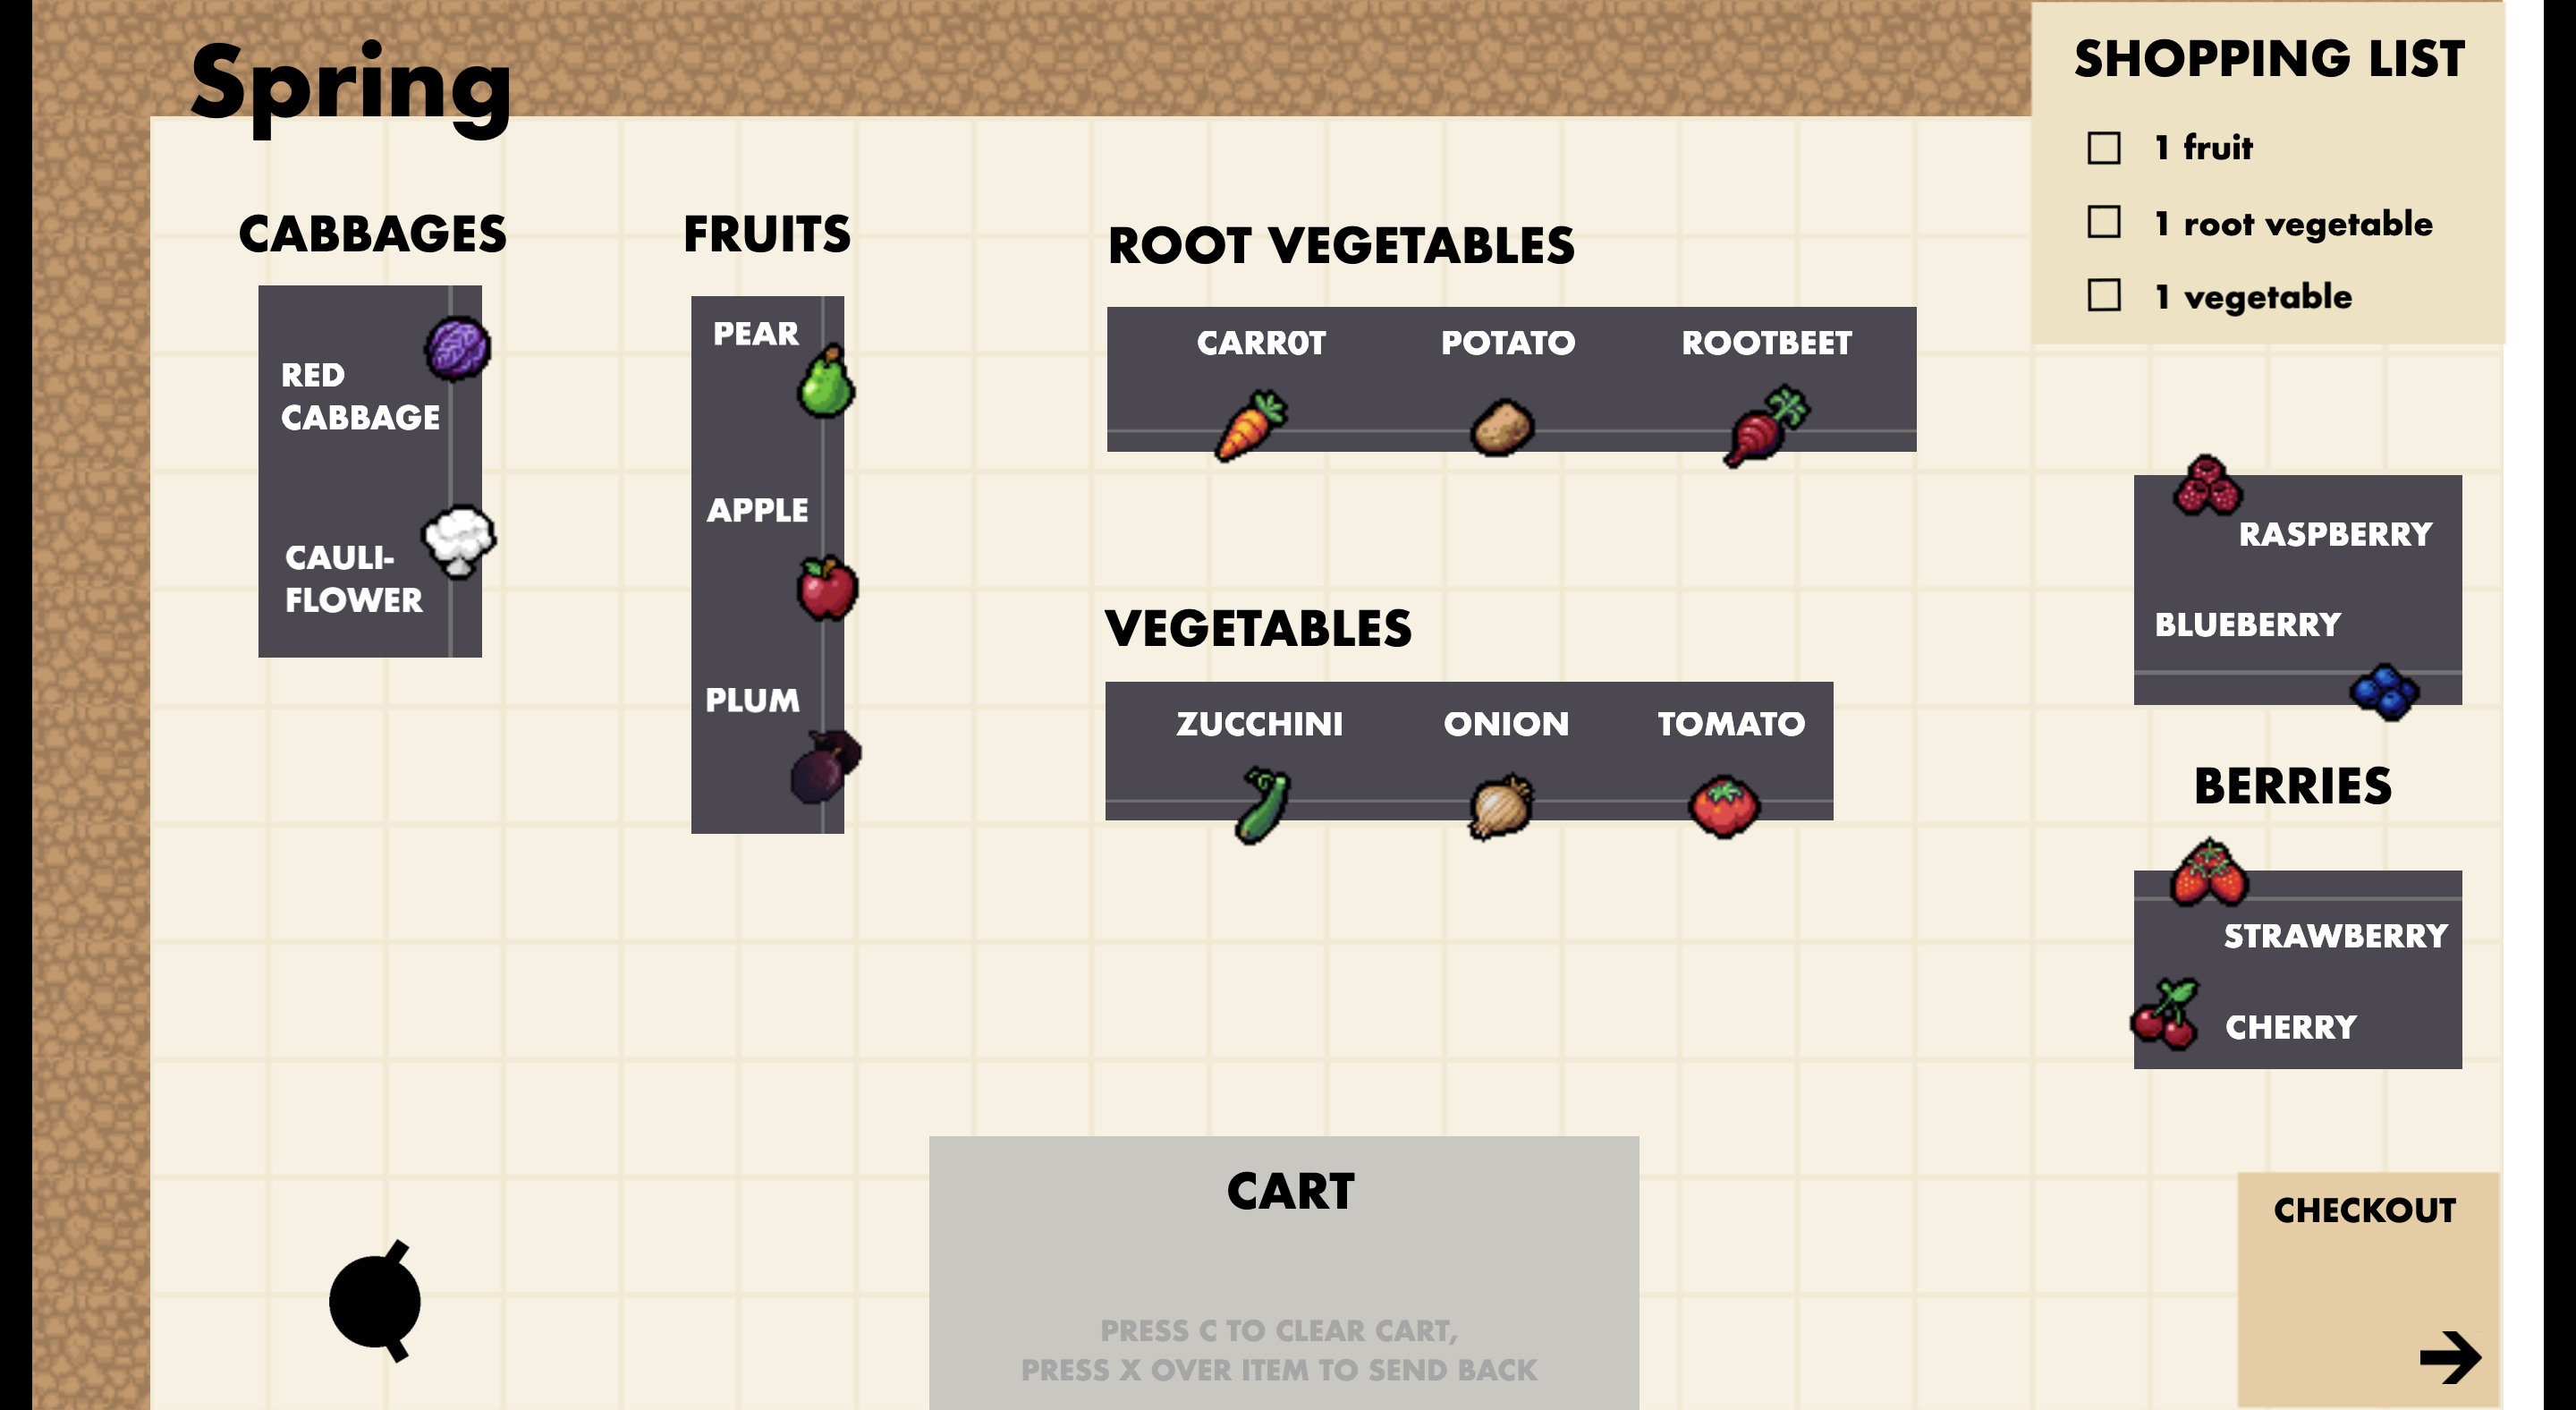 Spring
SHOPPING LIST
1 fruit
1 root vegetable
1 vegetable
CABBAGES
RED
CABBAGE
CAULI-
FLOWER
FRUITS
PEAR
APPLE
PLUM
ROOT VEGETABLES
CARROT
POTATO
ROOTBEET
VEGETABLES
ZUCCHINI
ONION
TOMATO
RASPBERRY
BLUEBERRY
BERRIES
STRAWBERRY
CHERRY
CART
PRESS C TO CLEAR CART,
PRESS X OVER ITEM TO SEND BACK
CHECKOUT